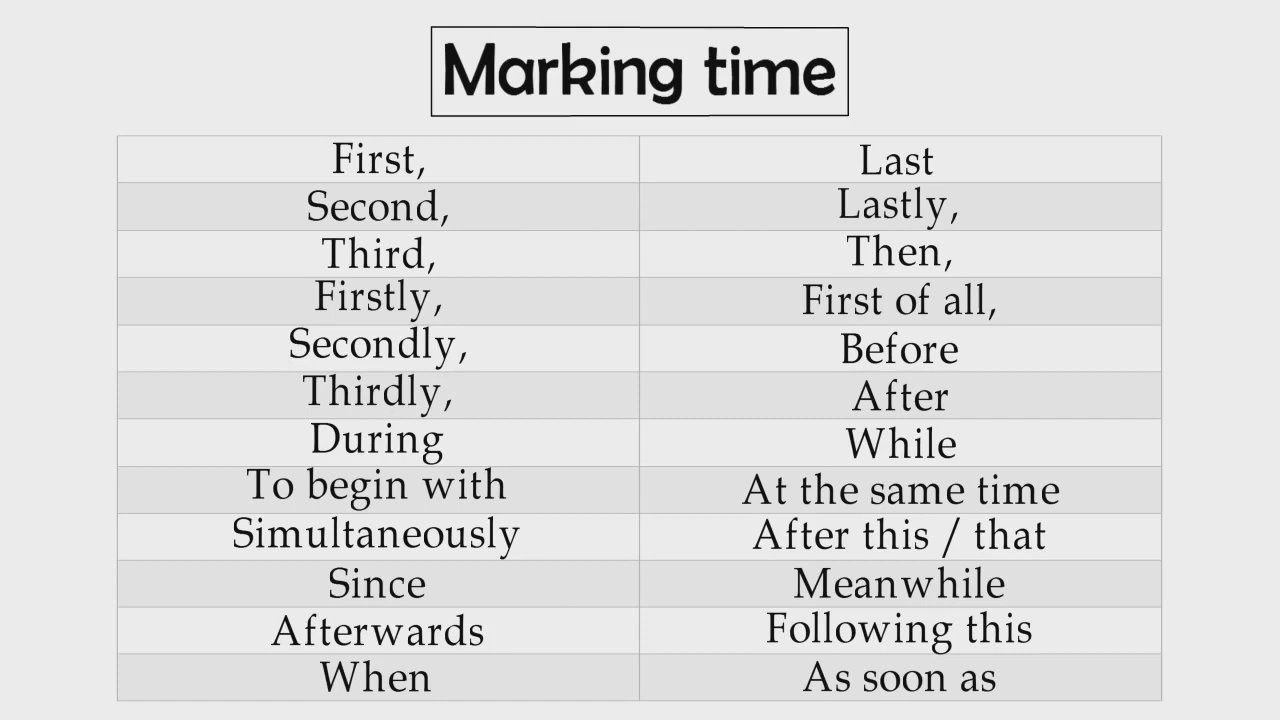 Marking time
First,
Last
Second,
Lastly,
Third,
Then,
Firstly,
First of all,
Secondly,
Before
Thirdly,
After
During
While
To begin with
At the same time
Simultaneously
After this / that
Since
Meanwhile
Afterwards
Following this
When
As soon as